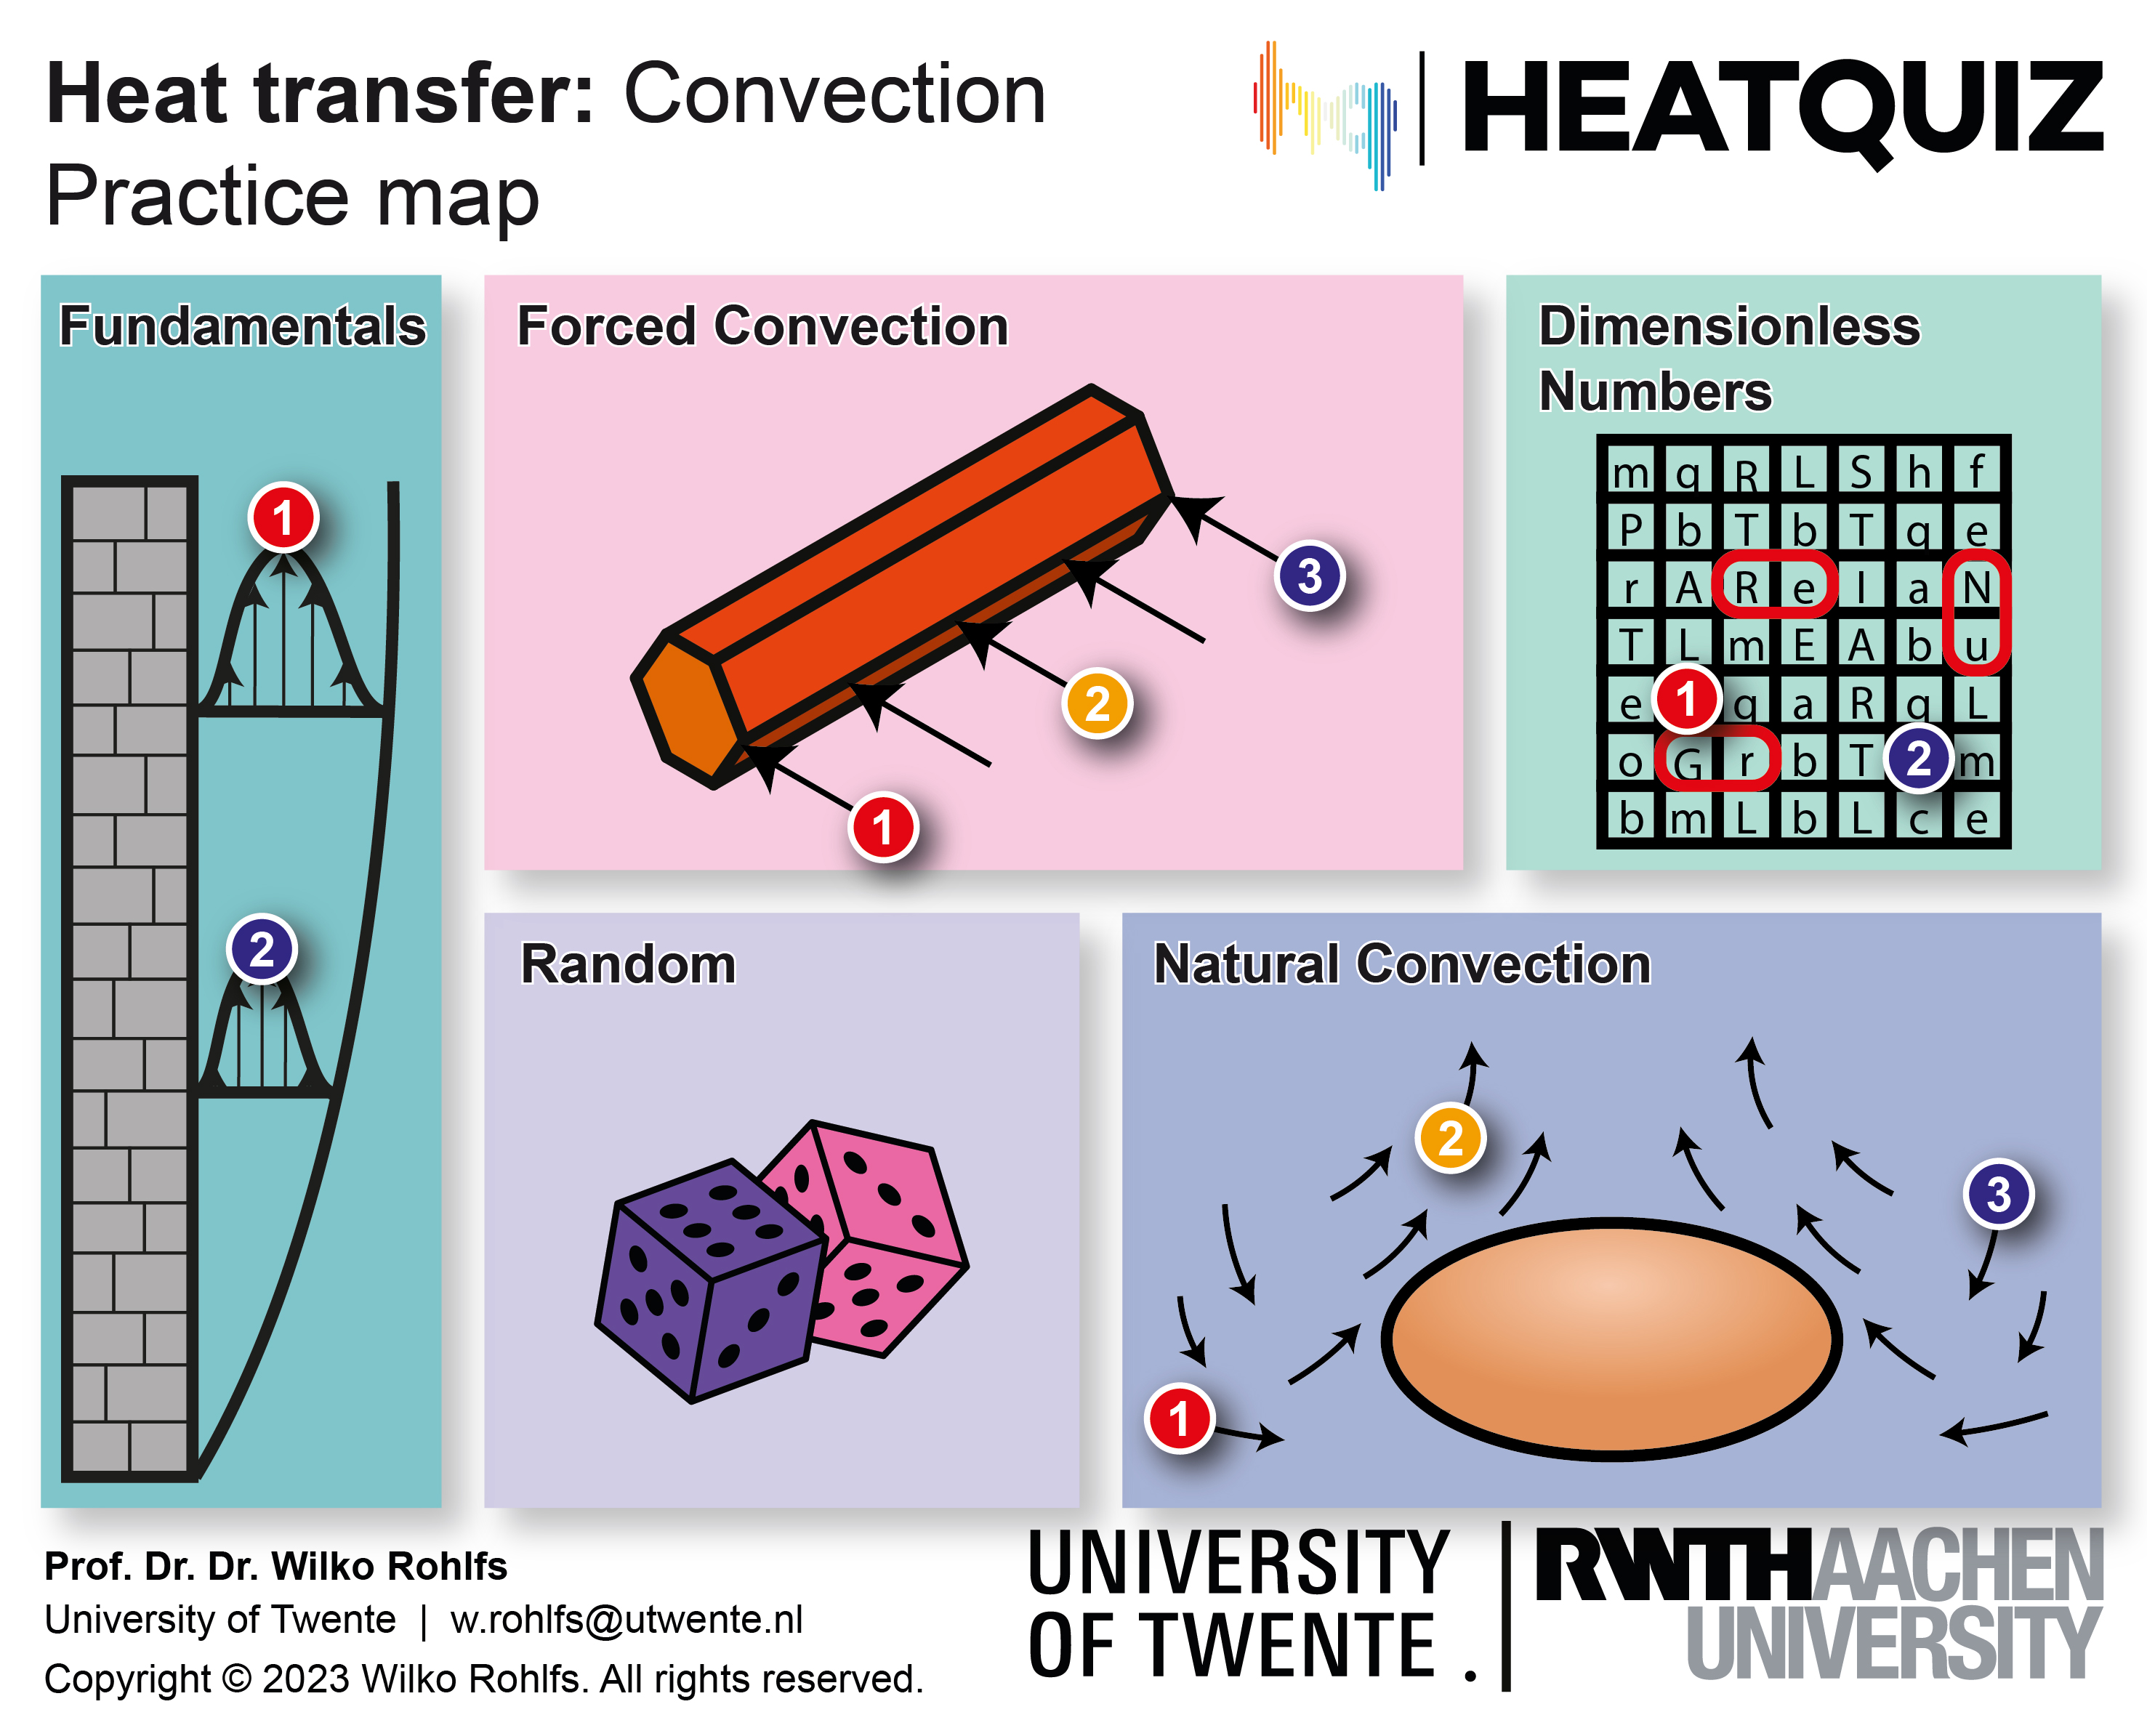 Heat transfer: Convection
Practice map
HEATQUIZ
Fundamentals
1
2
Forced Convection
3
2
1
Dimensionless
Numbers
m q R L S h f
P b T b T q e
r A R e I a N
T L m E A b u
e 1 q a R q L
o G r b T 2 m
b m L b L c e
Random
Natural Convection
2
3
1
Prof. Dr. Dr. Wilko Rohlfs
University of Twente | w.rohlfs@utwente.nl
Copyright © 2023 Wilko Rohlfs. All rights reserved.
UNIVERSITY
OF TWENTE.
RWTHAACHEN
UNIVERSITY